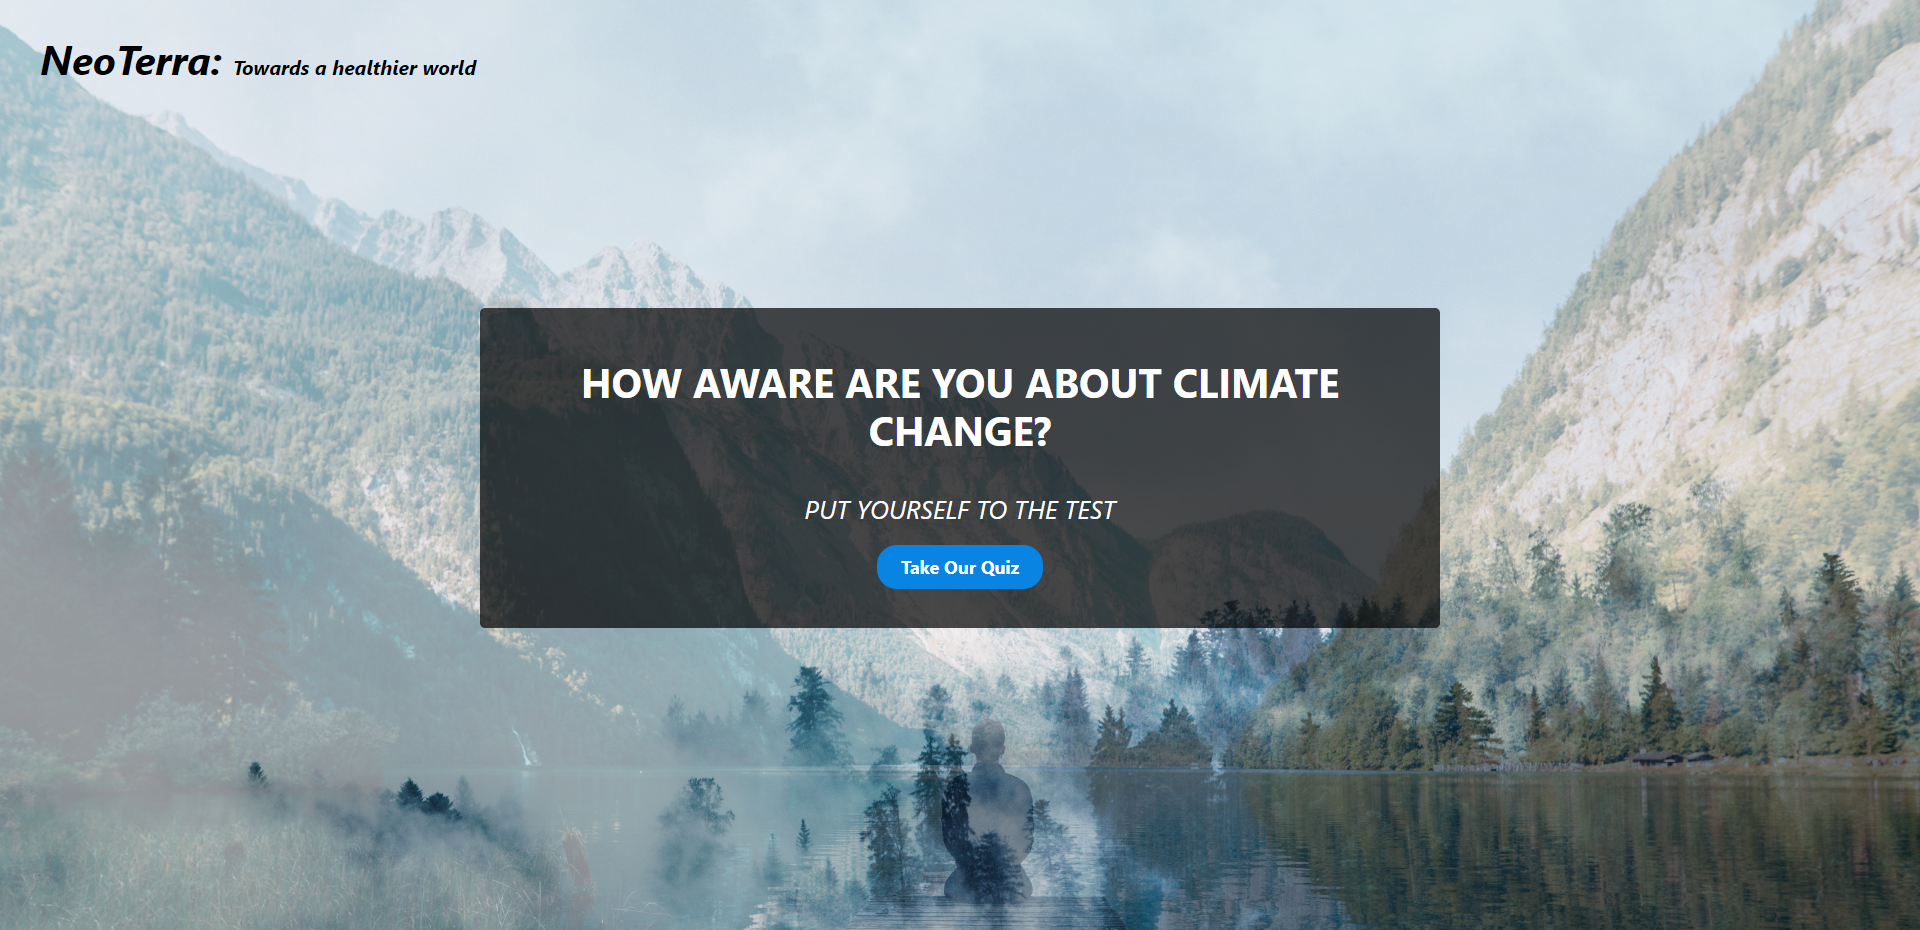 NeoTerra: Towards a healthier world
HOW AWARE ARE YOU ABOUT CLIMATE
CHANGE?
PUT YOURSELF TO THE TEST
Take Our Quiz